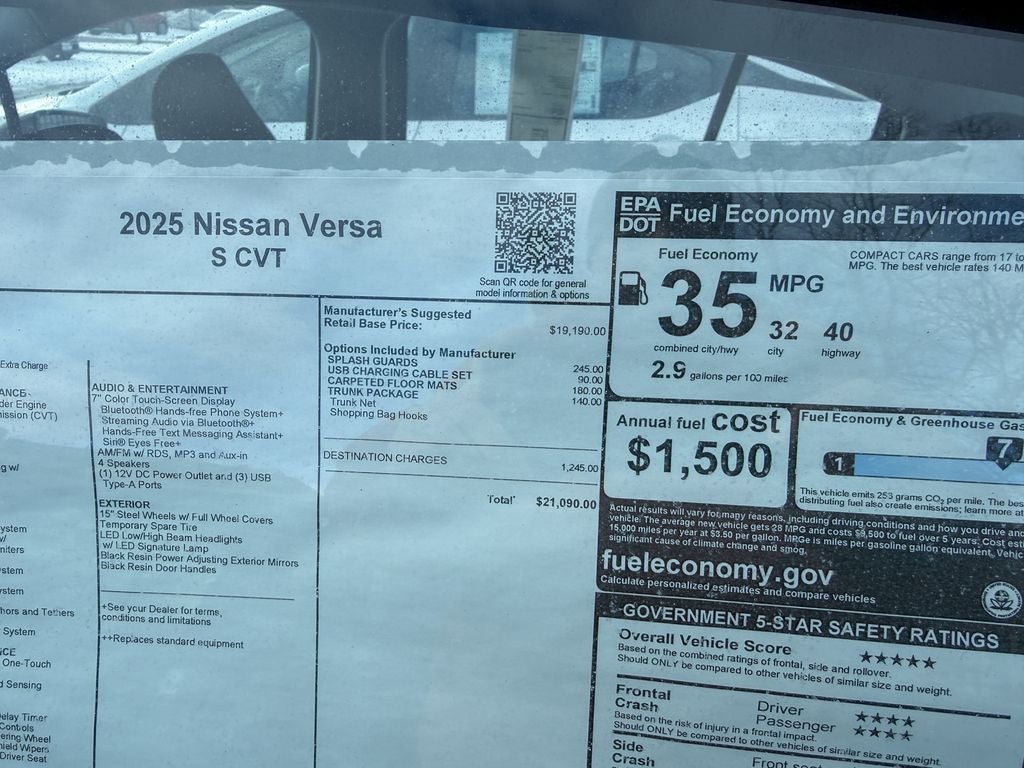 2025 Nissan Versa
S CVT
Scan QR code for general
model information & options
Extra Charge
der Engine
ission (CVT)
ng w/
ystem
w/
miters
stem
ystem
hors and Tethers
System
CE
One-Touch
d Sensing
elay Timer
Controls
ering Wheel
hield Wipers
Driver Seat
AUDIO & ENTERTAINMENT
7" Color Touch-Screen Display
Bluetooth® Hands-free Phone System+
Streaming Audio via Bluetooth®+
Hands-Free Text Messaging Assistant+
Siri® Eyes Free+
AM/FM w/ RDS, MP3 and Aux-in
4 Speakers
(1) 12V DC Power Outlet and (3) USB
Type-A Ports
EXTERIOR
15" Steel Wheels w/ Full Wheel Covers
Temporary Spare Tire
LED Low/High Beam Headlights
w/ LED Signature Lamp
Black Resin Power Adjusting Exterior Mirrors
Black Resin Door Handles
+See your Dealer for terms,
conditions and limitations
++Replaces standard equipment
Manufacturer's Suggested
Retail Base Price: $19,190.00
Options Included by Manufacturer
SPLASH GUARDS 245.00
USB CHARGING CABLE SET 90.00
CARPETED FLOOR MATS 180.00
TRUNK PACKAGE 140.00
Trunk Net
Shopping Bag Hooks
DESTINATION CHARGES 1,245.00
Total $21,090.00
EPA
DOT Fuel Economy and Environme
Fuel Economy
35 MPG
32 40
combined city/hwy city highway
2.9 gallons per 100 miles
COMPACT CARS range from 17 to
MPG. The best vehicle rates 140 M
Annual fuel cost
$1,500
Fuel Economy & Greenhouse Gas
1 7
This vehicle emits 253 grams CO₂ per mile. The bes
distributing fuel also create emissions; learn more at
Actual results will vary for many reasons, including driving conditions and how you drive and
vehicle. The average new vehicle gets 28 MPG and costs $9,500 to fuel over 5 years. Cost est
15,000 miles per year at $3.50 per gallon. MPGe is miles per gasoline gallon equivalent. Vehic
significant cause of climate change and smog.
fueleconomy.gov
Calculate personalized estimates and compare vehicles
GOVERNMENT 5-STAR SAFETY RATINGS
Overall Vehicle Score ★★★★★
Based on the combined ratings of frontal, side and rollover.
Should ONLY be compared to other vehicles of similar size and weight.
Frontal Driver ★★★★
Crash Passenger ★★★★
Based on the risk of injury in a frontal impact.
Should ONLY be compared to other vehicles of similar size and weight.
Side
Crash Front seat